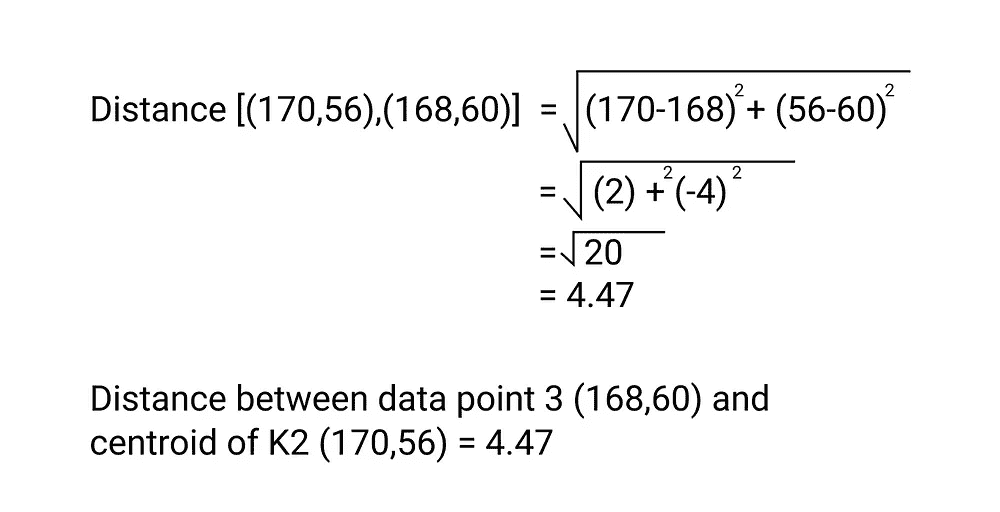 Distance [(170,56),(168,60)] = √(170-168)²+ (56-60)²
= √(2) +²(-4)²
= √20
= 4.47
Distance between data point 3 (168,60) and
centroid of K2 (170,56) = 4.47